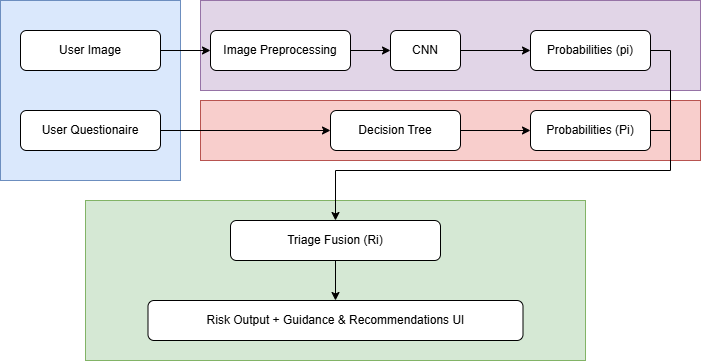 User Image
Image Preprocessing
CNN
Probabilities (pi)
User Questionaire
Decision Tree
Probabilities (Pi)
Triage Fusion (Ri)
Risk Output + Guidance & Recommendations UI